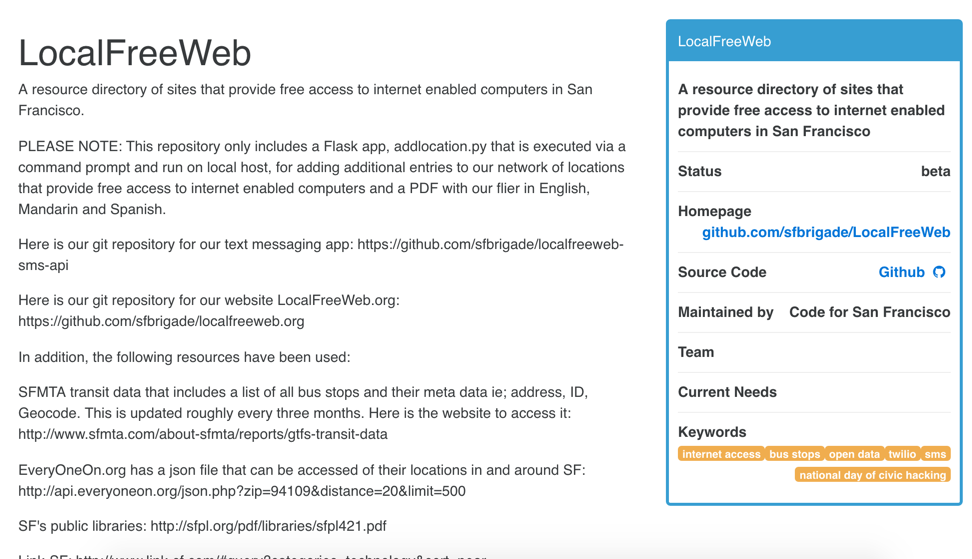 LocalFreeWeb
A resource directory of sites that provide free access to internet enabled computers in San
Francisco.
PLEASE NOTE: This repository only includes a Flask app, addlocation.py that is executed via a
command prompt and run on local host, for adding additional entries to our network of locations
that provide free access to internet enabled computers and a PDF with our flier in English,
Mandarin and Spanish.
Here is our git repository for our text messaging app: https://github.com/sfbrigade/localfreeweb-
sms-api
Here is our git repository for our website LocalFreeWeb.org:
https://github.com/sfbrigade/localfreeweb.org
In addition, the following resources have been used:
SFMTA transit data that includes a list of all bus stops and their meta data ie; address, ID,
Geocode. This is updated roughly every three months. Here is the website to access it:
http://www.sfmta.com/about-sfmta/reports/gtfs-transit-data
EveryOneOn.org has a json file that can be accessed of their locations in and around SF:
http://api.everyoneon.org/json.php?zip=94109&distance=20&limit=500
SF's public libraries: http://sfpl.org/pdf/libraries/sfpl421.pdf
LocalFreeWeb
A resource directory of sites that
provide free access to internet enabled
computers in San Francisco
Status beta
Homepage
github.com/sfbrigade/LocalFreeWeb
Source Code Github
Maintained by Code for San Francisco
Team
Current Needs
Keywords
internet access bus stops open data twilio sms
national day of civic hacking